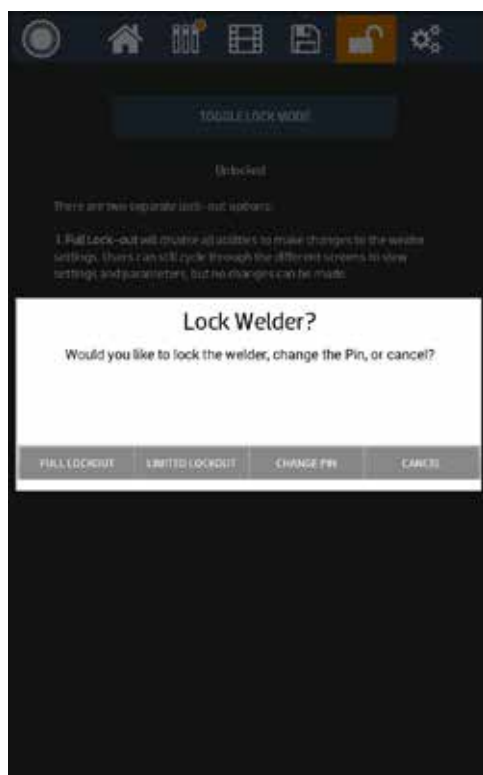 TOGGLE LOCK MODE
Unlocked
There are two separate lock-out options:
1. Full Lock-out will disable all abilities to make changes to the welder
settings. Users can still cycle through the different screens to view
settings and parameters, but no changes can be made.
Lock Welder?
Would you like to lock the welder, change the Pin, or cancel?
FULL LOCKOUT LIMITED LOCKOUT CHANGE PIN CANCEL